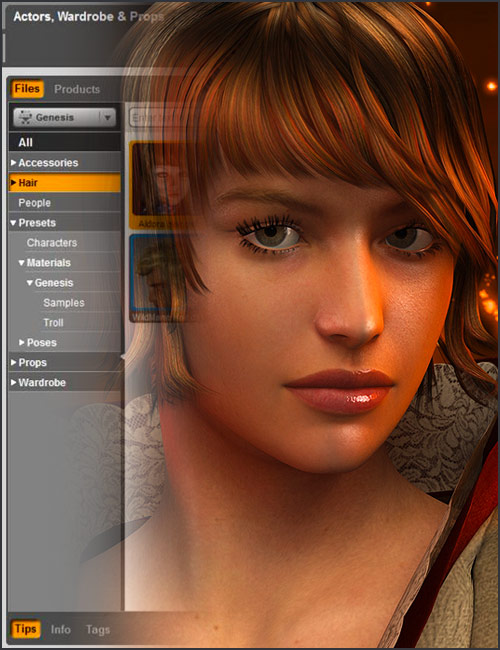 Actors, Wardrobe & Props
Files Products
Genesis
All
Accessories
Hair
People
Presets
Characters
Materials
Genesis
Samples
Troll
Poses
Props
Wardrobe
Tips Info Tags